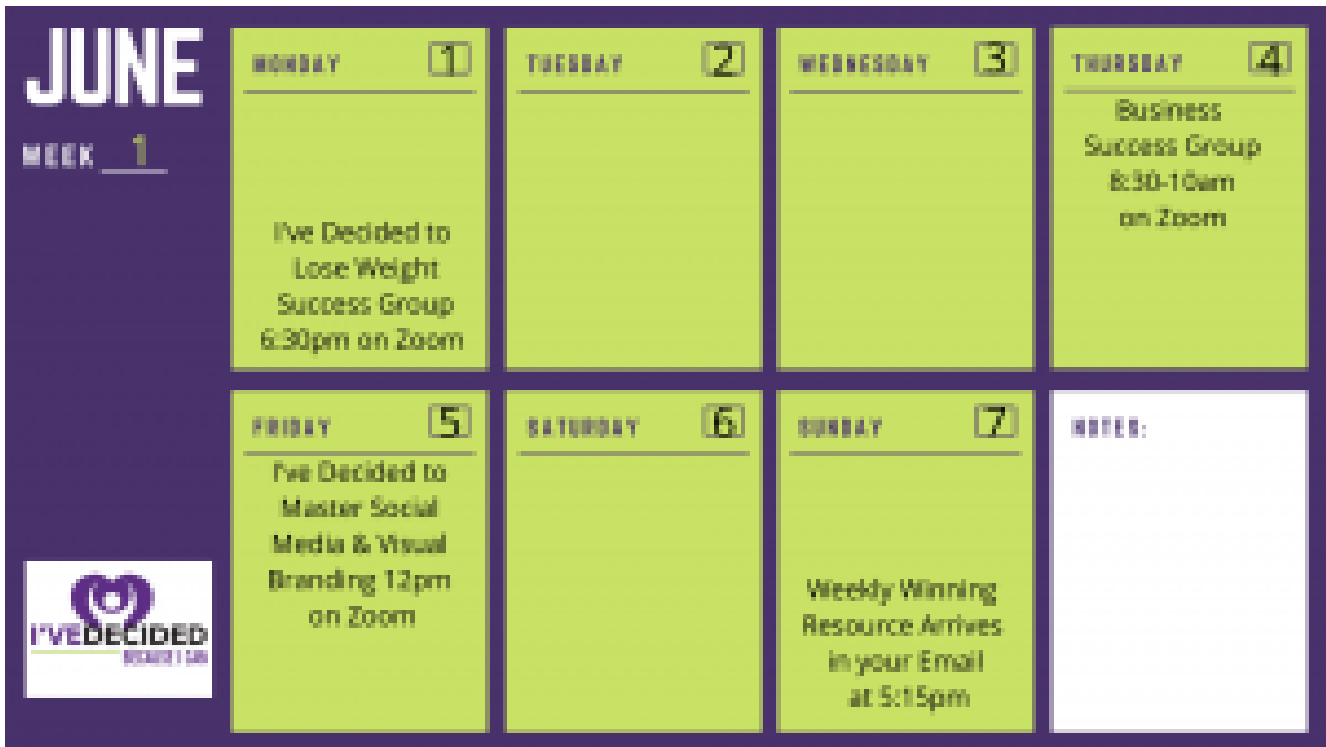 JUNE
WEEK 1
MONDAY 1
I've Decided to
Lose Weight
Success Group
6:30pm on Zoom
TUESDAY 2
WEDNESDAY 3
THURSDAY 4
Business
Success Group
8:30-10am
on Zoom
FRIDAY 5
I've Decided to
Master Social
Media & Visual
Branding 12pm
on Zoom
SATURDAY 6
SUNDAY 7
Weekly Winning
Resource Arrives
in your Email
at 5:15pm
NOTES:
I'VEDECIDED
BECAUSE I CAN